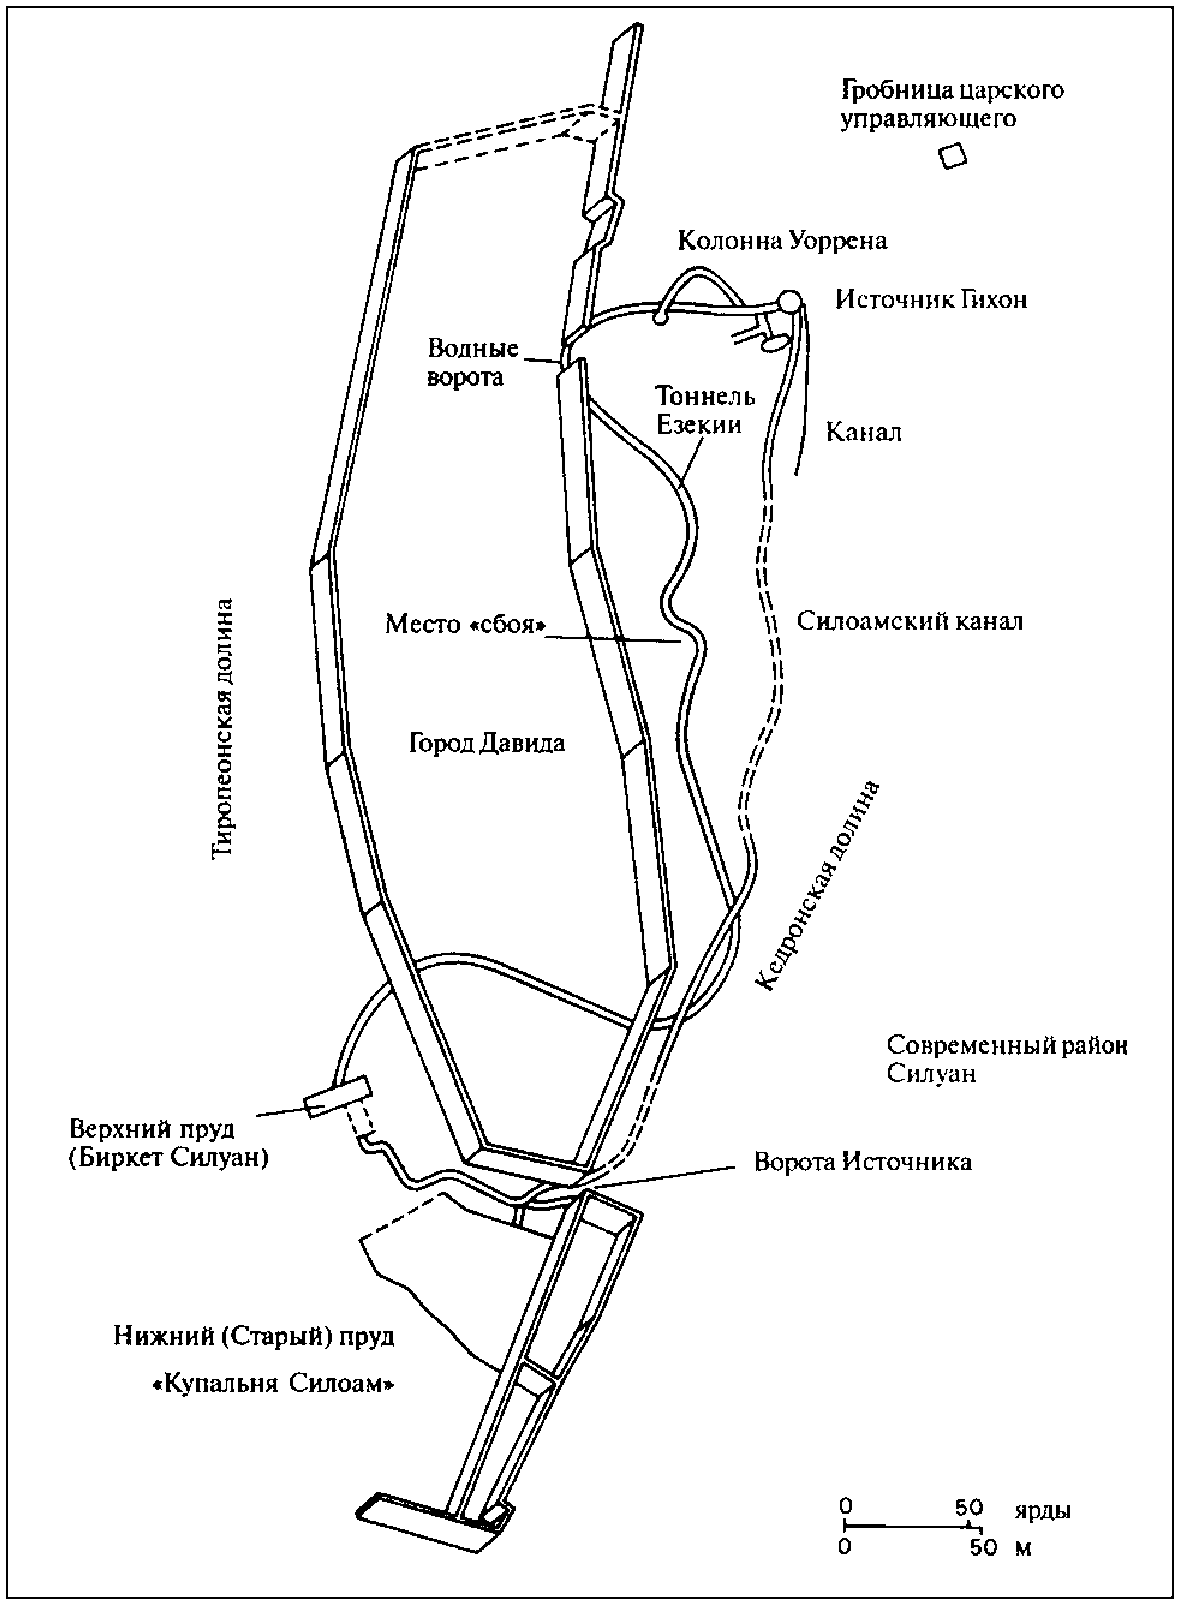 Гробница царского
управляющего
Колонна Уоррена
Источник Гихон
Водные
ворота
Тоннель
Езекии
Канал
Место «сбоя»
Силоамский канал
Тиропеонская долина
Город Давида
Кедронская долина
Современный район
Силуан
Верхний пруд
(Биркет Силуан)
Ворота Источника
Нижний (Старый) пруд
«Купальня Силоам»
0 50 ярды
0 50 м